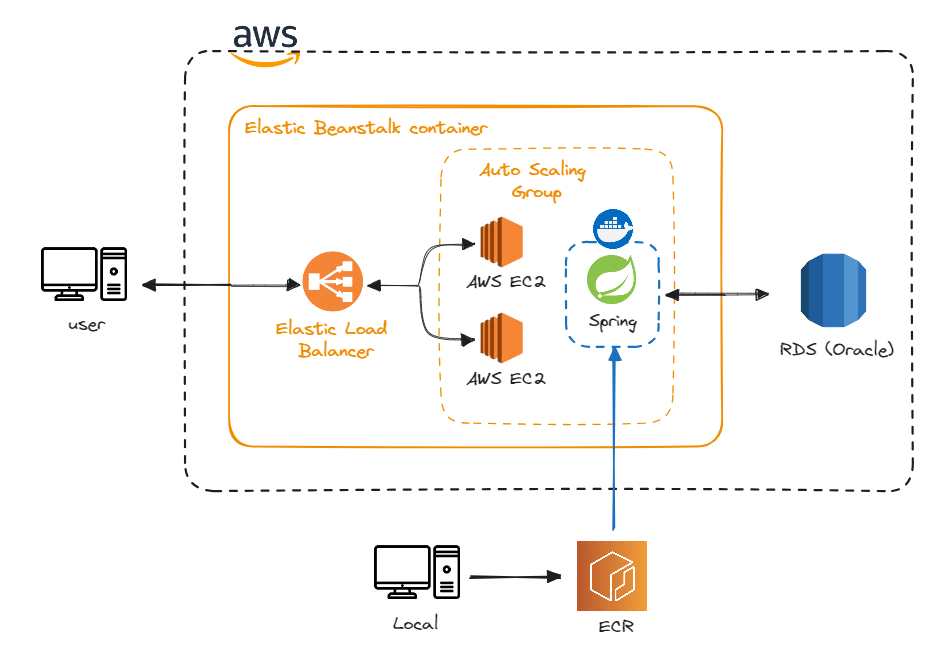 aws
Elastic Beanstalk container
Auto Scaling
Group
AWS EC2
Spring
user
Elastic Load
Balancer
AWS EC2
RDS (Oracle)
Local
ECR